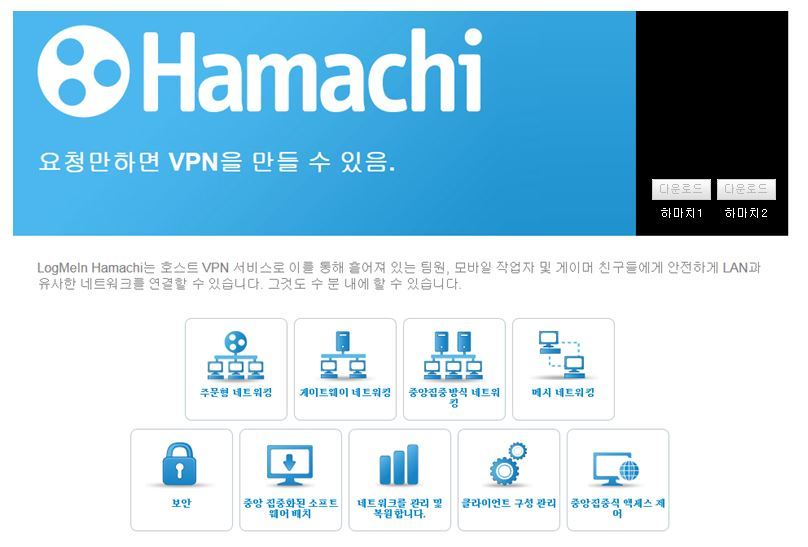 Hamachi
요청만하면 VPN을 만들 수 있음.
다운로드 다운로드
하마치1 하마치2
LogMeIn Hamachi는 호스트 VPN 서비스로 이를 통해 흩어져 있는 팀원, 모바일 작업자 및 게이머 친구들에게 안전하게 LAN과
유사한 네트워크를 연결할 수 있습니다. 그것도 수 분 내에 할 수 있습니다.
주문형 네트워킹
게이트웨이 네트워킹
중앙집중방식 네트워
킹
메시 네트워킹
보안
중앙 집중화된 소프트
웨어 배치
네트워크를 관리 및
복원합니다.
클라이언트 구성 관리
중앙집중식 액세스 제
어